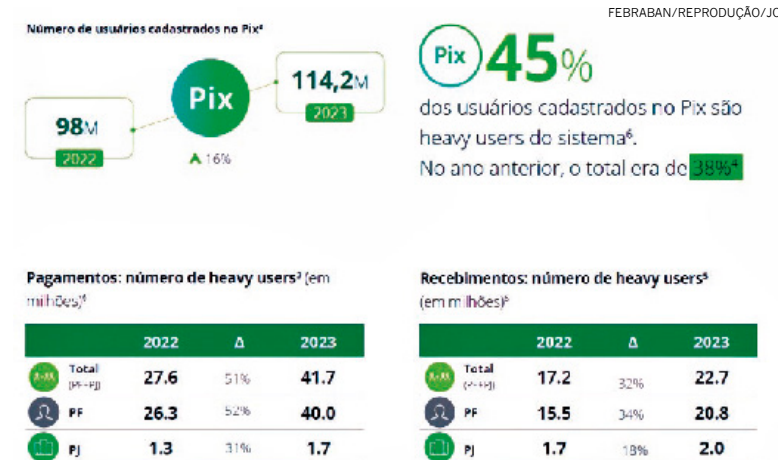 FEBRABAN/REPRODUÇÃO/JC
Número de usuários cadastrados no Pix⁴
98M
2022
Pix
▲ 16%
114,2M
2023
Pix 45%
dos usuários cadastrados no Pix são
heavy users do sistema⁶.
No ano anterior, o total era de 38%⁴
Pagamentos: número de heavy users³ (em
milhões)⁶
2022 Δ 2023
Total 27.6 51% 41.7
(PF+PJ)
PF 26.3 52% 40.0
PJ 1.3 31% 1.7
Recebimentos: número de heavy users⁵
(em milhões)⁶
2022 Δ 2023
Total 17.2 32% 22.7
(PF+PJ)
PF 15.5 34% 20.8
PJ 1.7 18% 2.0